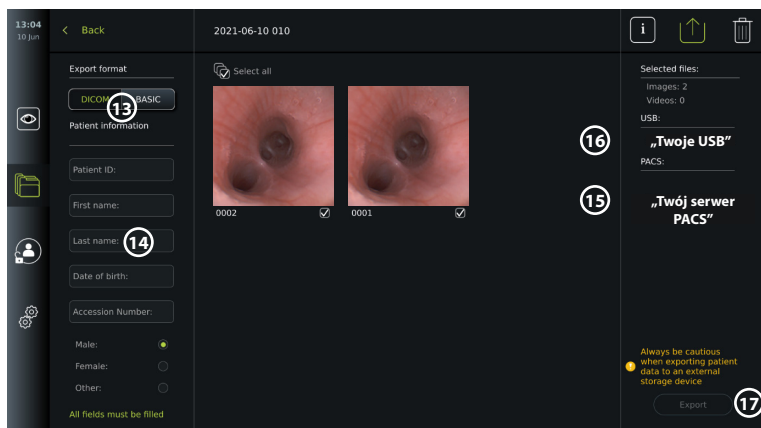 13:04
10 Jun
Back
2021-06-10 010
i
Export format
DICOM
13
BASIC
Patient information
Patient ID:
First name:
Last name:
14
Date of birth:
Accession Number:
Male:
Female:
Other:
All fields must be filled
Select all
0002
0001
Selected files:
Images: 2
Videos: 0
USB:
16
„Twoje USB”
PACS:
15
„Twój serwer
PACS”
Always be cautious
when exporting patient
data to an external
storage device
Export
17